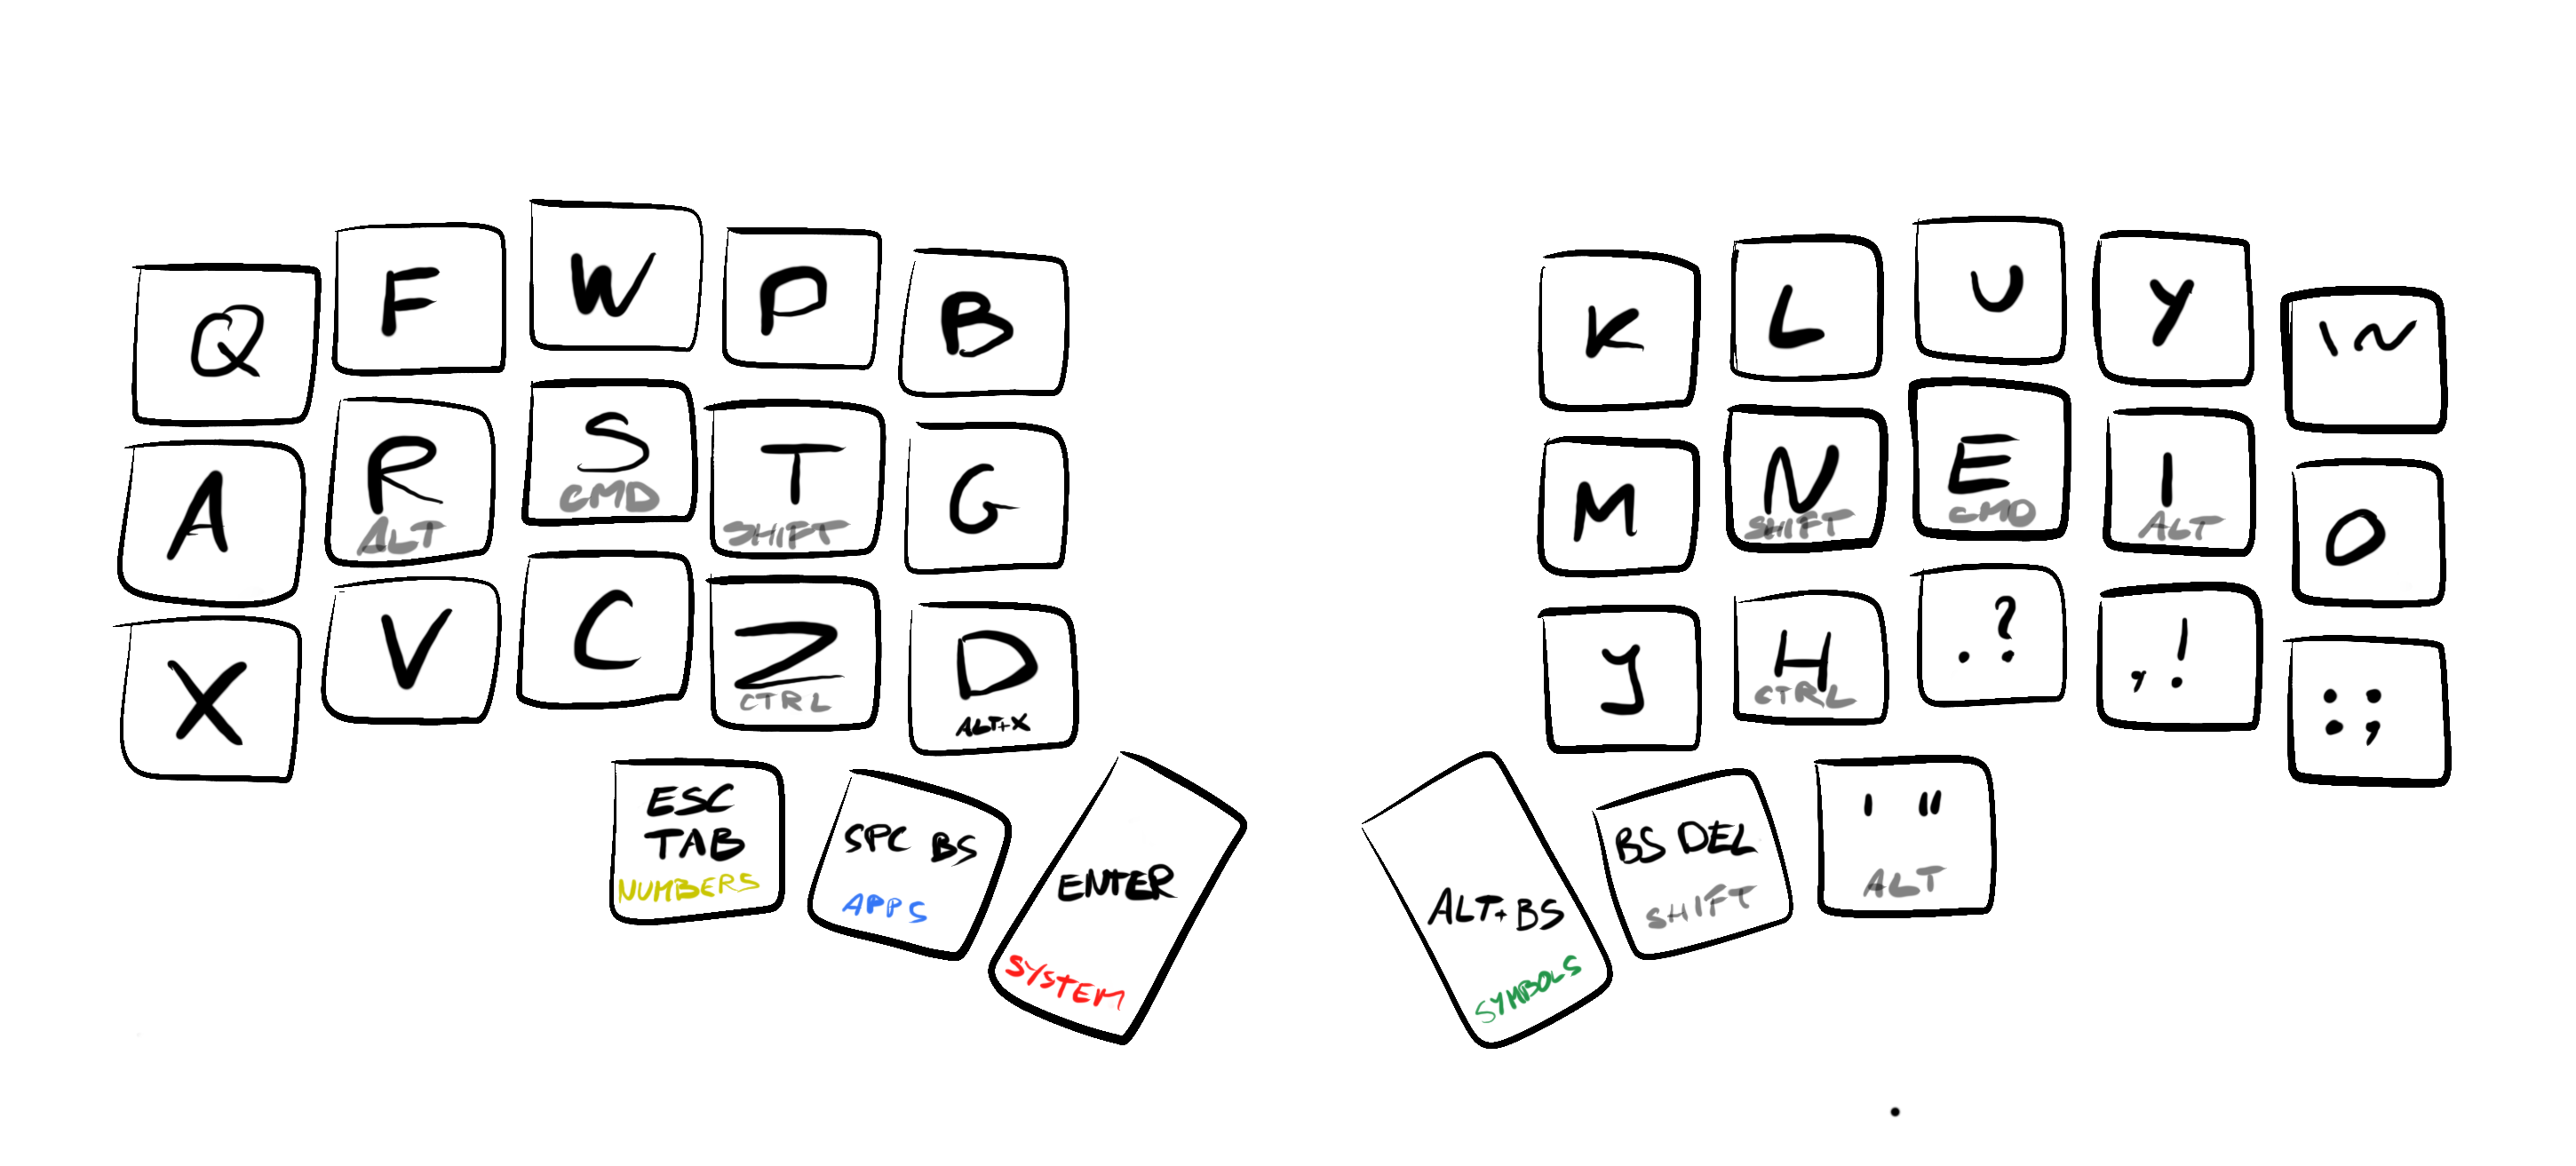 Q F W P B K L U Y \ ~
A R S T G M N E I O
ALT CMD SHIFT SHIFT CMD ALT
X V C Z D J H . ? , ! : ;
CTRL ALT+X CTRL
ESC
TAB
NUMBERS
SPC BS
APPS
ENTER
SYSTEM
ALT+BS
SYMBOLS
BS DEL
SHIFT
' "
ALT